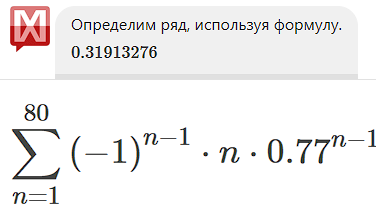 Определим ряд, используя формулу.
0.31913276
80
∑ (−1)^{n−1} · n · 0.77^{n−1}
n=1